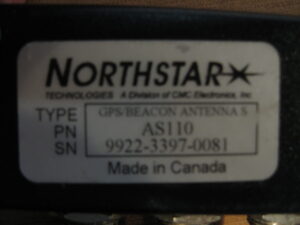 NORTHSTAR
TECHNOLOGIES A Division of CMC Electronics, Inc
TYPE GPS/BEACON ANTENNA S
PN AS110
SN 9922-3397-0081
Made in Canada